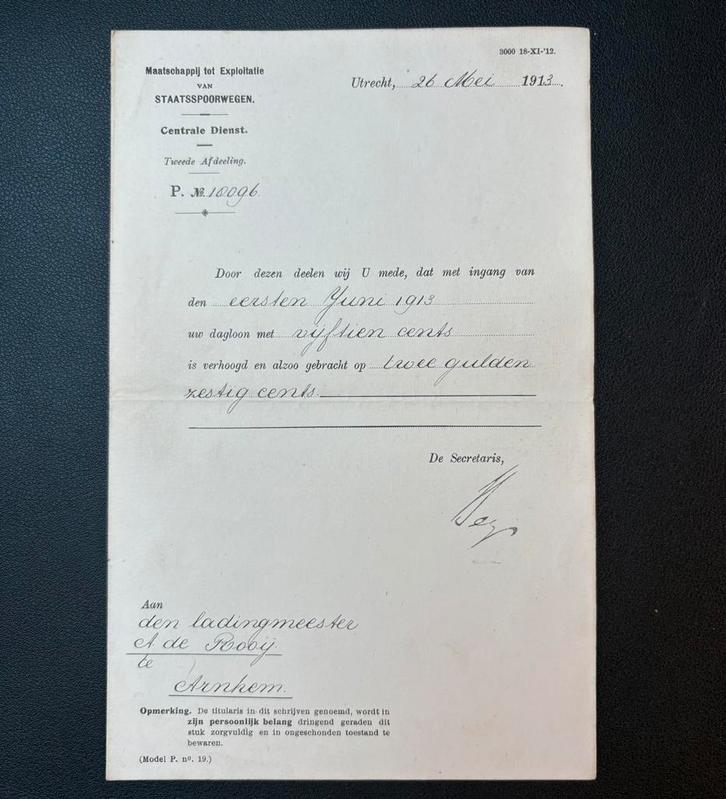 3000 18-XI-'12.
Maatschappij tot Exploitatie
VAN
STAATSSPOORWEGEN.
Centrale Dienst.
Tweede Afdeeling.
P. №. 18096.
Utrecht, 26 Mei 1913.
Door dezen deelen wij U mede, dat met ingang van
den eersten Juni 1913
uw dagloon met vijftien cents
is verhoogd en alzoo gebracht op twee gulden
zestig cents.
De Secretaris,
Aan
den ladingmeester
A de Rooij.
te
Arnhem.
Opmerking. De titularis in dit schrijven genoemd, wordt in
zijn persoonlijk belang dringend geraden dit
stuk zorgvuldig en in ongeschonden toestand te
bewaren.
(Model P. nº. 19.)